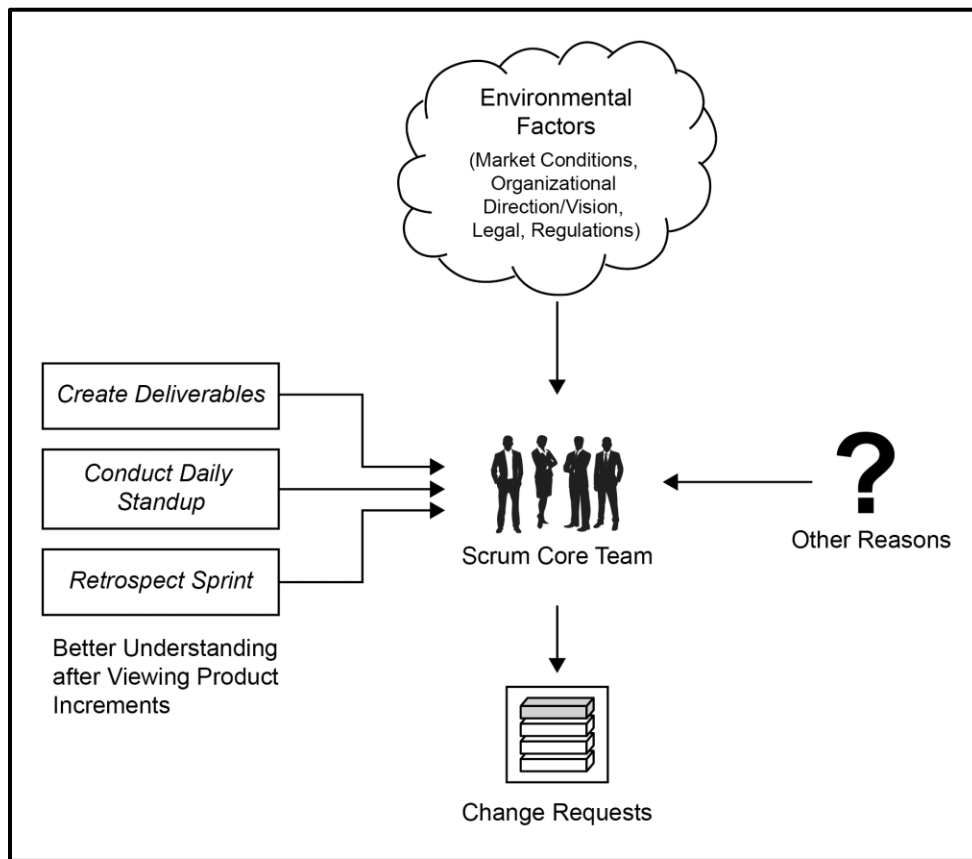 Environmental
Factors
(Market Conditions,
Organizational
Direction/Vision,
Legal, Regulations)
Create Deliverables
Conduct Daily
Standup
Retrospect Sprint
Better Understanding
after Viewing Product
Increments
Scrum Core Team
?
Other Reasons
Change Requests